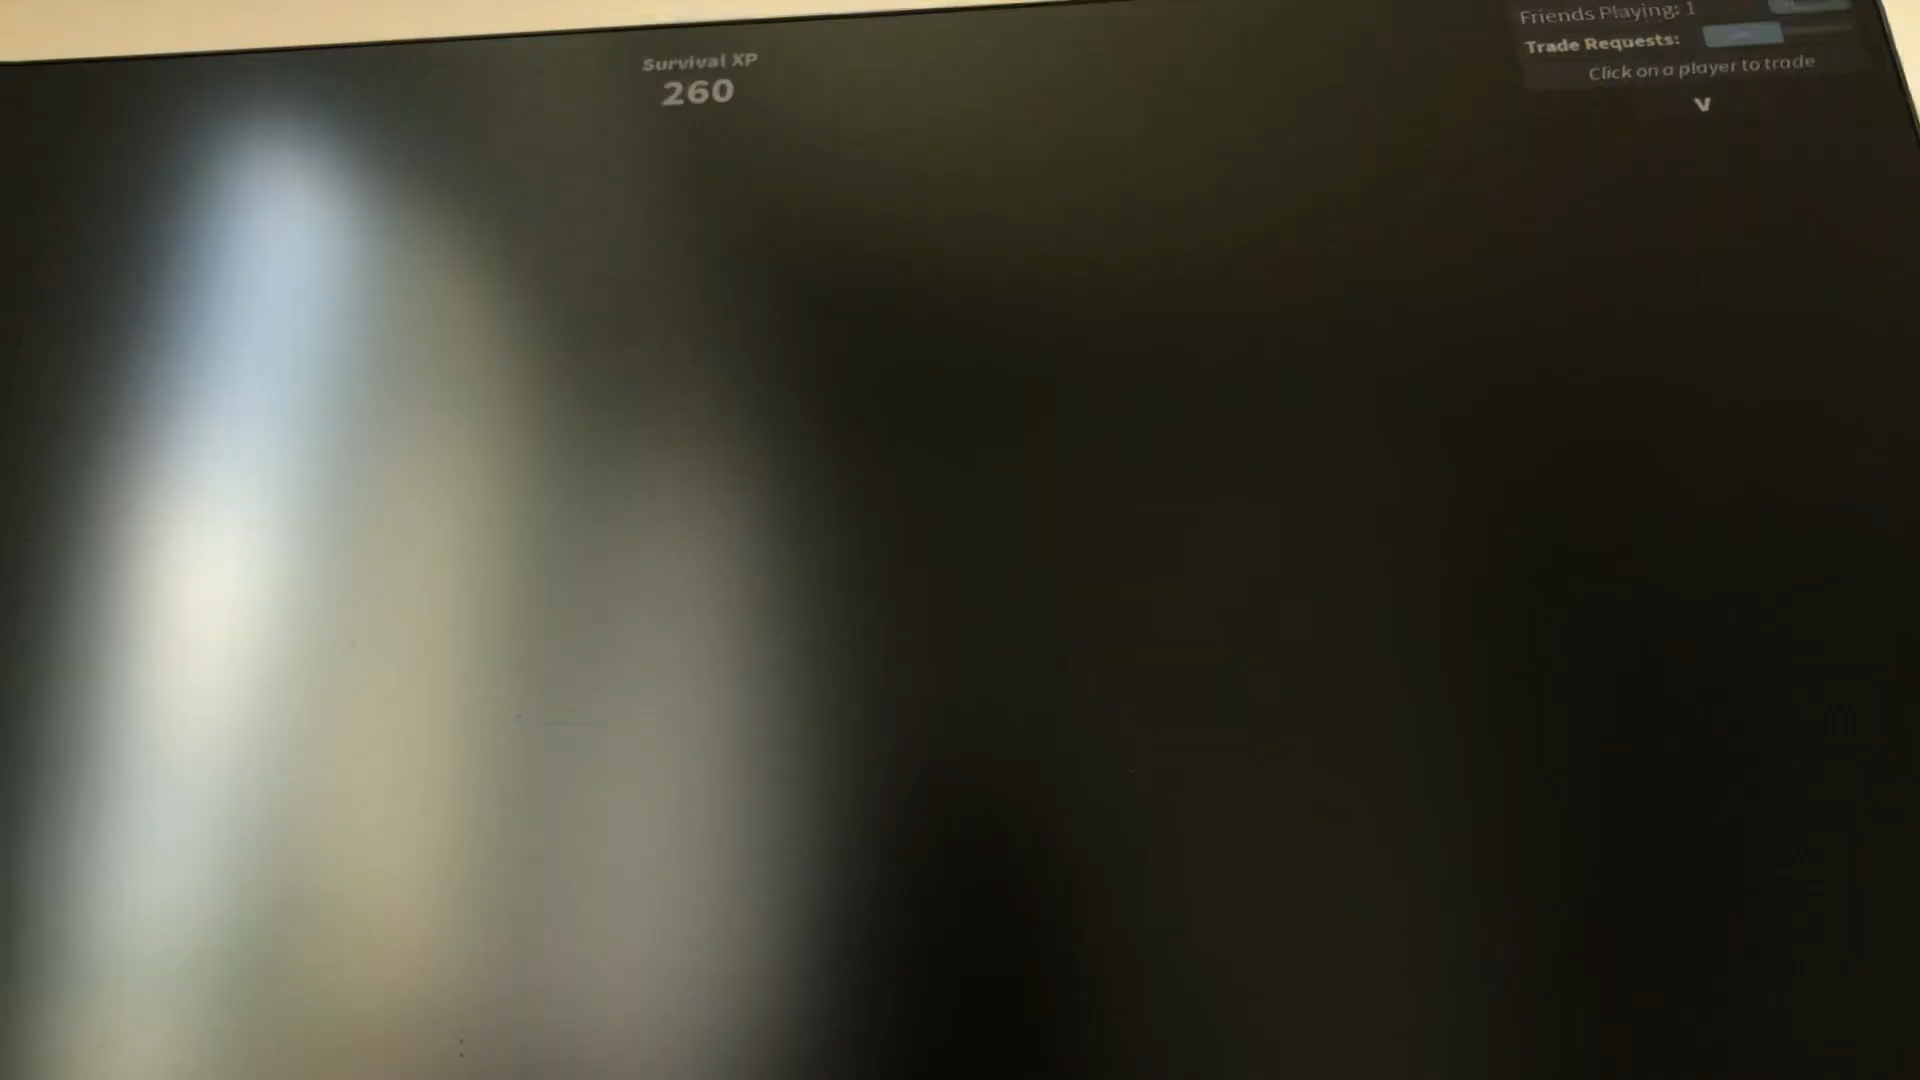 Survival XP
260
Friends Playing: 1
Trade Requests:
Click on a player to trade
v